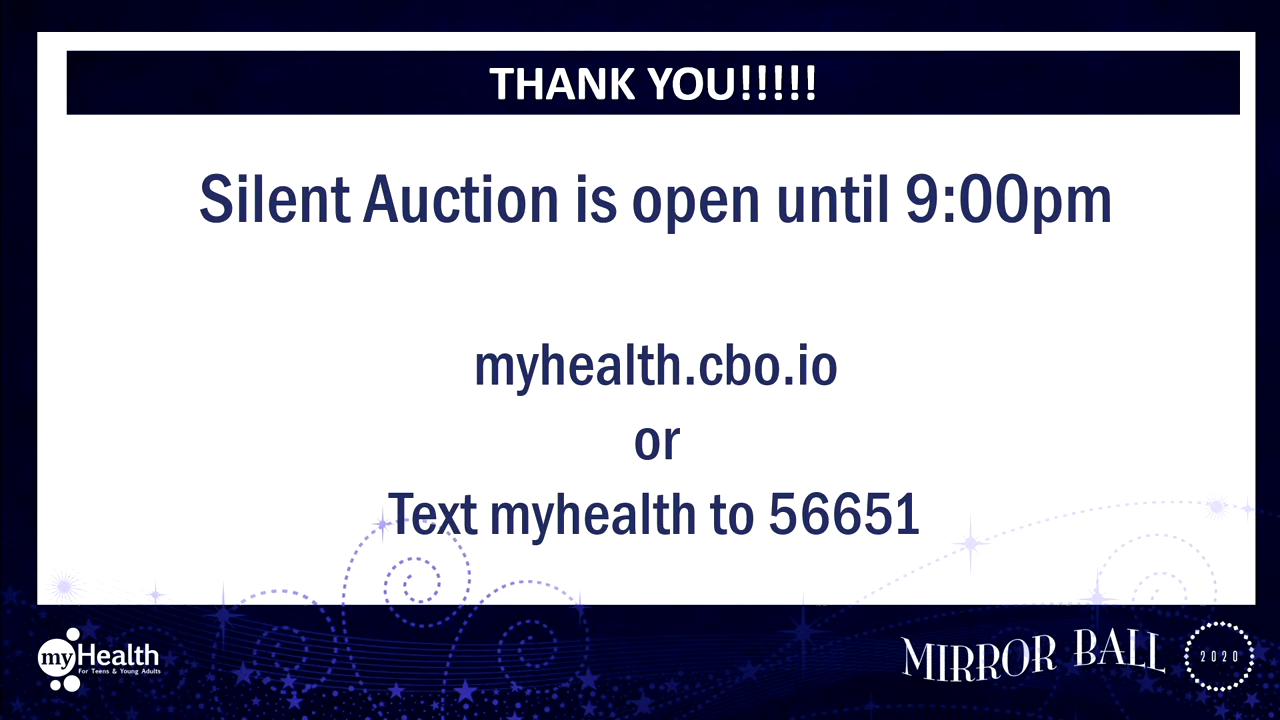 THANK YOU!!!!!
Silent Auction is open until 9:00pm
myhealth.cbo.io
or
Text myhealth to 56651
myHealth
For Teens & Young Adults
MIRROR BALL
2020